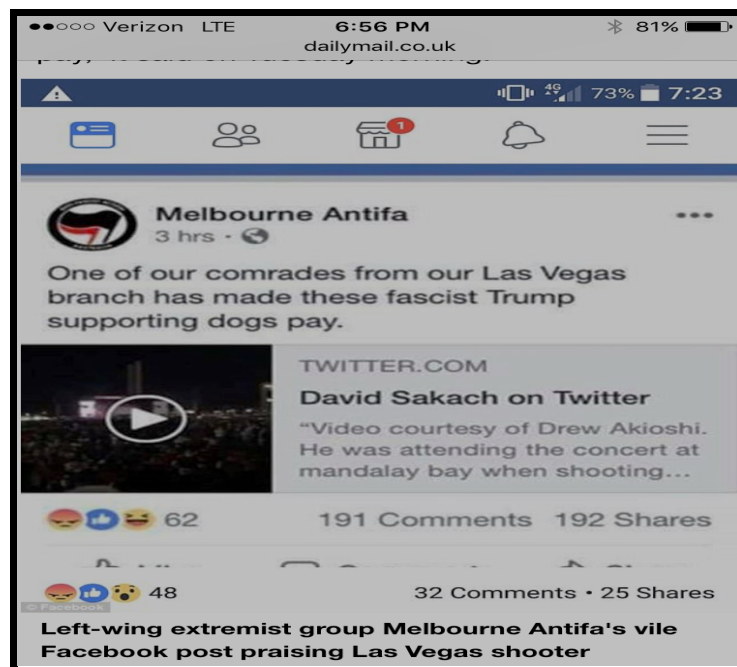 Verizon LTE 6:56 PM 81%
dailymail.co.uk
4G 73% 7:23
1
Melbourne Antifa
3 hrs ·
One of our comrades from our Las Vegas
branch has made these fascist Trump
supporting dogs pay.
TWITTER.COM
David Sakach on Twitter
"Video courtesy of Drew Akioshi.
He was attending the concert at
mandalay bay when shooting...
62 191 Comments 192 Shares
48 32 Comments • 25 Shares
© Facebook
Left-wing extremist group Melbourne Antifa's vile
Facebook post praising Las Vegas shooter